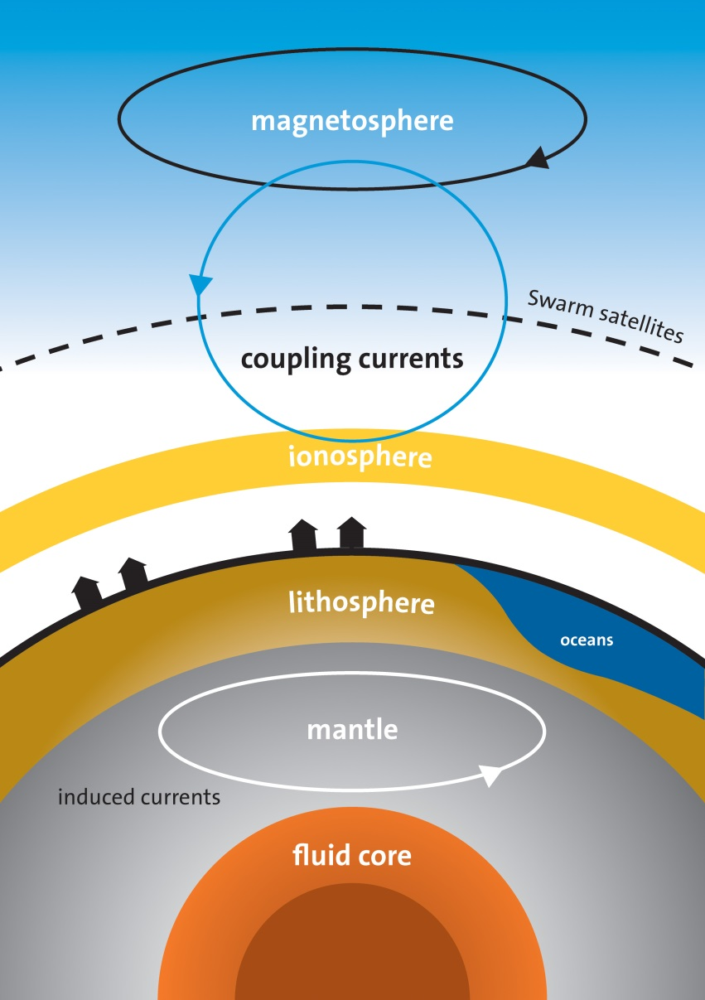 magnetosphere
Swarm satellites
coupling currents
ionosphere
lithosphere
oceans
mantle
induced currents
fluid core